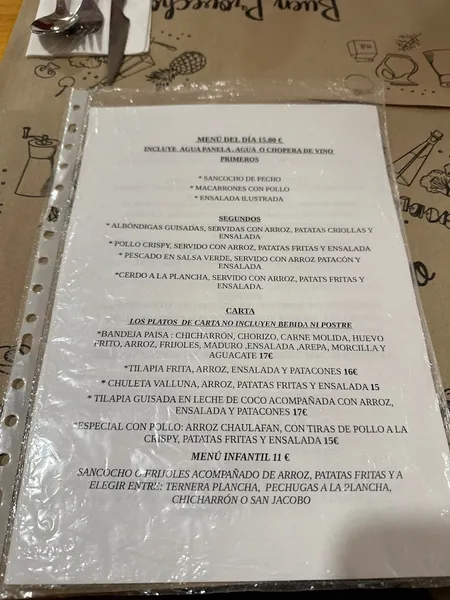 Buen Provecho
MENÚ DEL DÍA 15.00 €
INCLUYE AGUA PANELA , AGUA O CHOPERA DE VINO
PRIMEROS
* SANCOCHO DE PECHO
* MACARRONES CON POLLO
* ENSALADA ILUSTRADA
SEGUNDOS
* ALBÓNDIGAS GUISADAS, SERVIDAS CON ARROZ, PATATAS CRIOLLAS Y
ENSALADA
* POLLO CRISPY, SERVIDO CON ARROZ, PATATAS FRITAS Y ENSALADA
* PESCADO EN SALSA VERDE, SERVIDO CON ARROZ PATACÓN Y
ENSALADA
*CERDO A LA PLANCHA, SERVIDO CON ARROZ, PATATS FRITAS Y
ENSALADA.
CARTA
LOS PLATOS DE CARTA NO INCLUYEN BEBIDA NI POSTRE
*BANDEJA PAISA : CHICHARRÓN, CHORIZO, CARNE MOLIDA, HUEVO
FRITO, ARROZ, FRIJOLES, MADURO ,ENSALADA ,AREPA, MORCILLA Y
AGUACATE 17€
*TILAPIA FRITA, ARROZ, ENSALADA Y PATACONES 16€
* CHULETA VALLUNA, ARROZ, PATATAS FRITAS Y ENSALADA 15
* TILAPIA GUISADA EN LECHE DE COCO ACOMPAÑADA CON ARROZ,
ENSALADA Y PATACONES 17€
*ESPECIAL CON POLLO: ARROZ CHAULAFAN, CON TIRAS DE POLLO A LA
CRISPY, PATATAS FRITAS Y ENSALADA 15€
MENÚ INFANTIL 11 €
SANCOCHO O FRIJOLES ACOMPAÑADO DE ARROZ, PATATAS FRITAS Y A
ELEGIR ENTRE: TERNERA PLANCHA, PECHUGAS A LA PLANCHA,
CHICHARRÓN O SAN JACOBO